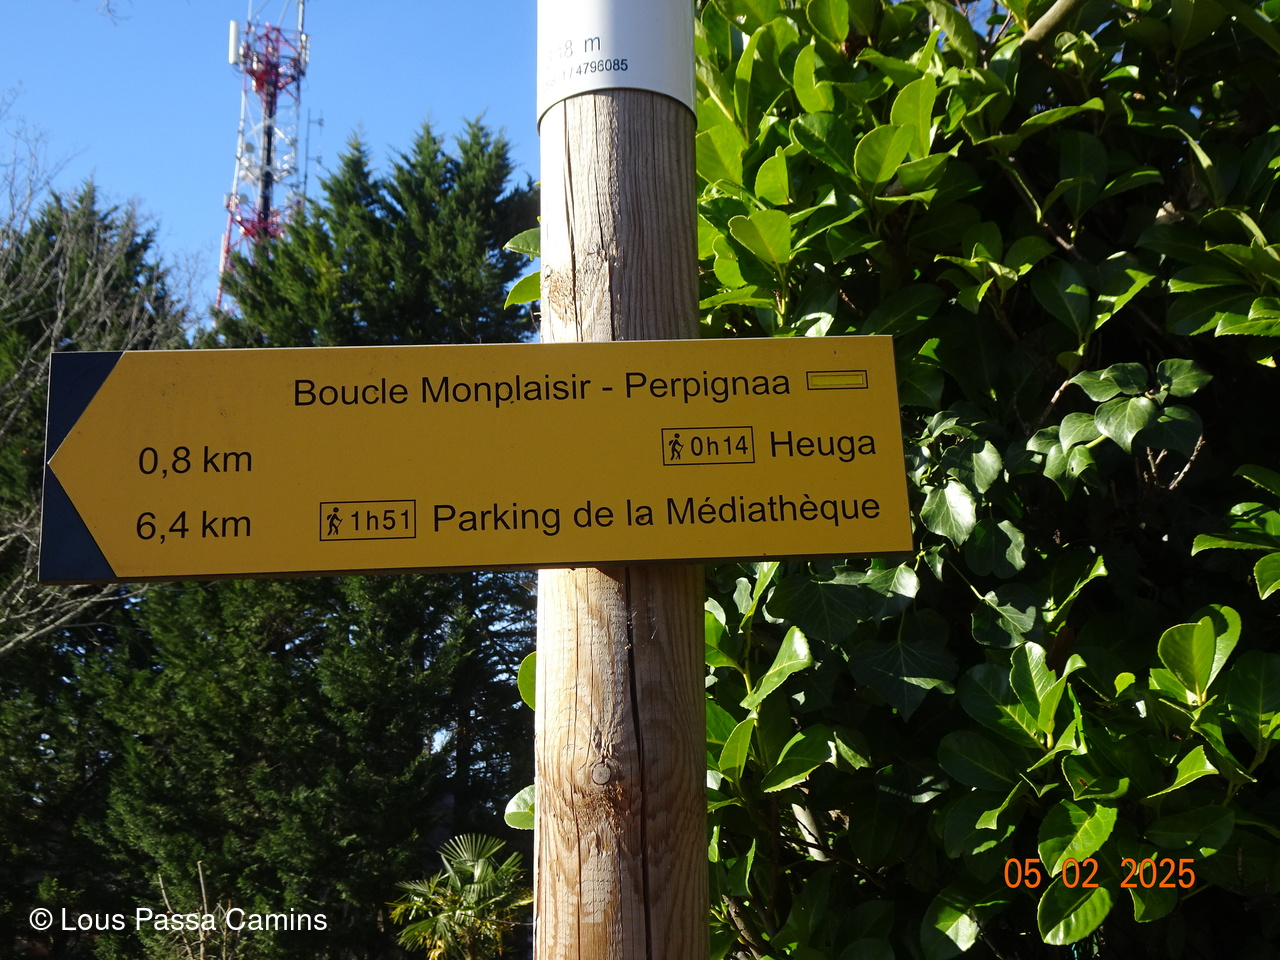 m
4796085
Boucle Monplaisir - Perpignaa
0,8 km 0h14 Heuga
6,4 km 1h51 Parking de la Médiathèque
05 02 2025
© Lous Passa Camins